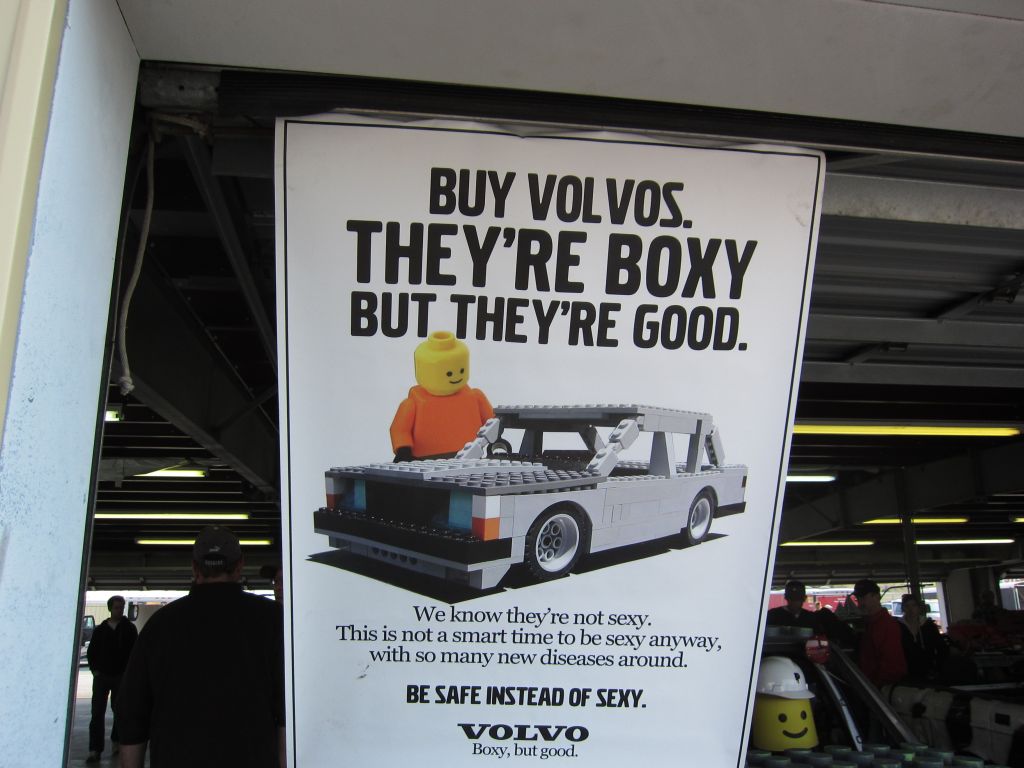 BUY VOLVOS.
THEY'RE BOXY
BUT THEY'RE GOOD.
We know they're not sexy.
This is not a smart time to be sexy anyway,
with so many new diseases around.
BE SAFE INSTEAD OF SEXY.
VOLVO
Boxy, but good.